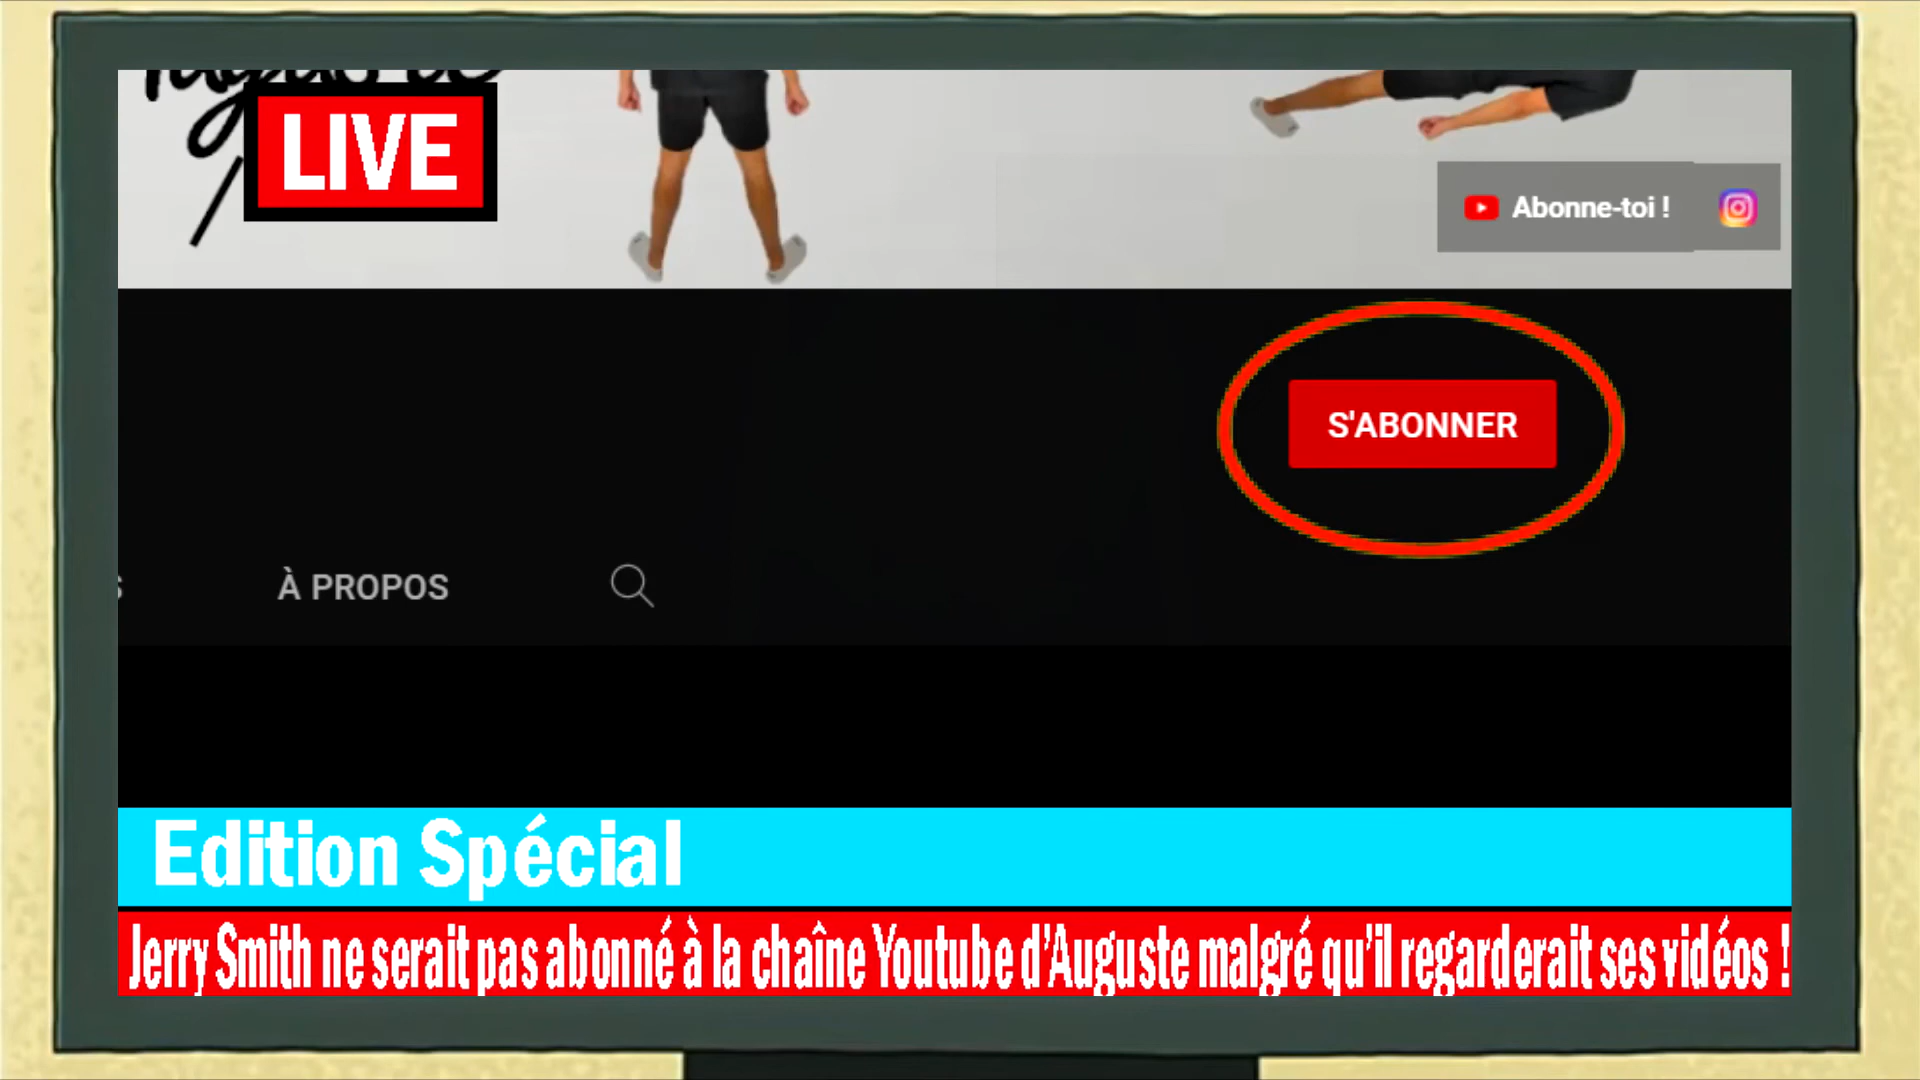 LIVE
Abonne-toi !
S'ABONNER
À PROPOS
Edition Spécial
Jerry Smith ne serait pas abonné à la chaîne Youtube d'Auguste malgré qu'il regarderait ses vidéos !